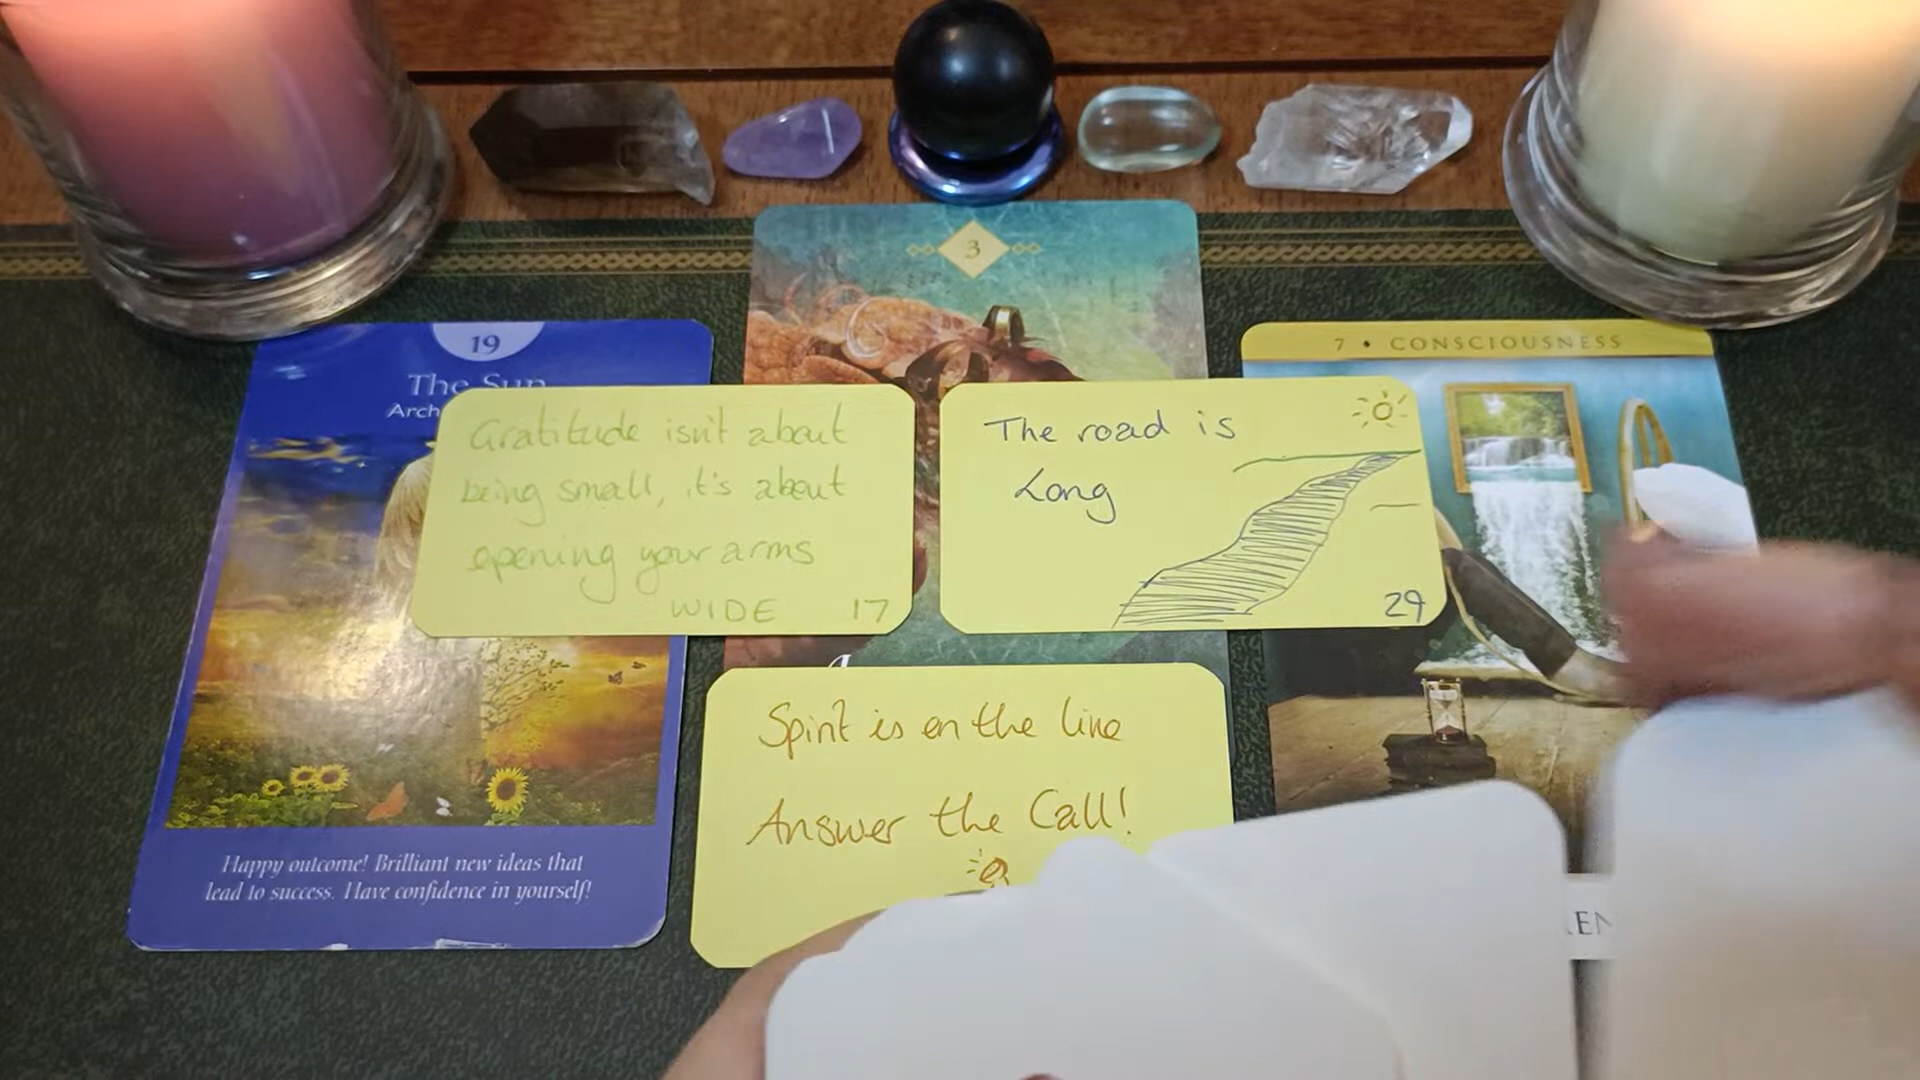 3
19
The Sun
Arch
7 • CONSCIOUSNESS
Gratitude isn't about
being small, it's about
opening your arms
WIDE 17
The road is
Long
29
Spirit is on the line
Answer the Call!
Happy outcome! Brilliant new ideas that
lead to success. Have confidence in yourself!